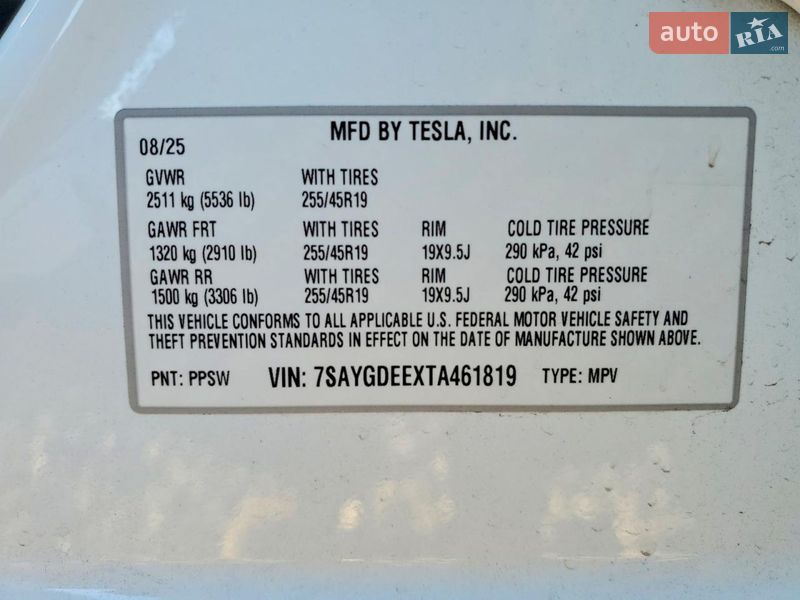 auto RIA .com
MFD BY TESLA, INC.
08/25
GVWR WITH TIRES
2511 kg (5536 lb) 255/45R19
GAWR FRT WITH TIRES RIM COLD TIRE PRESSURE
1320 kg (2910 lb) 255/45R19 19X9.5J 290 kPa, 42 psi
GAWR RR WITH TIRES RIM COLD TIRE PRESSURE
1500 kg (3306 lb) 255/45R19 19X9.5J 290 kPa, 42 psi
THIS VEHICLE CONFORMS TO ALL APPLICABLE U.S. FEDERAL MOTOR VEHICLE SAFETY AND
THEFT PREVENTION STANDARDS IN EFFECT ON THE DATE OF MANUFACTURE SHOWN ABOVE.
PNT: PPSW VIN: 7SAYGDEEXTA461819 TYPE: MPV